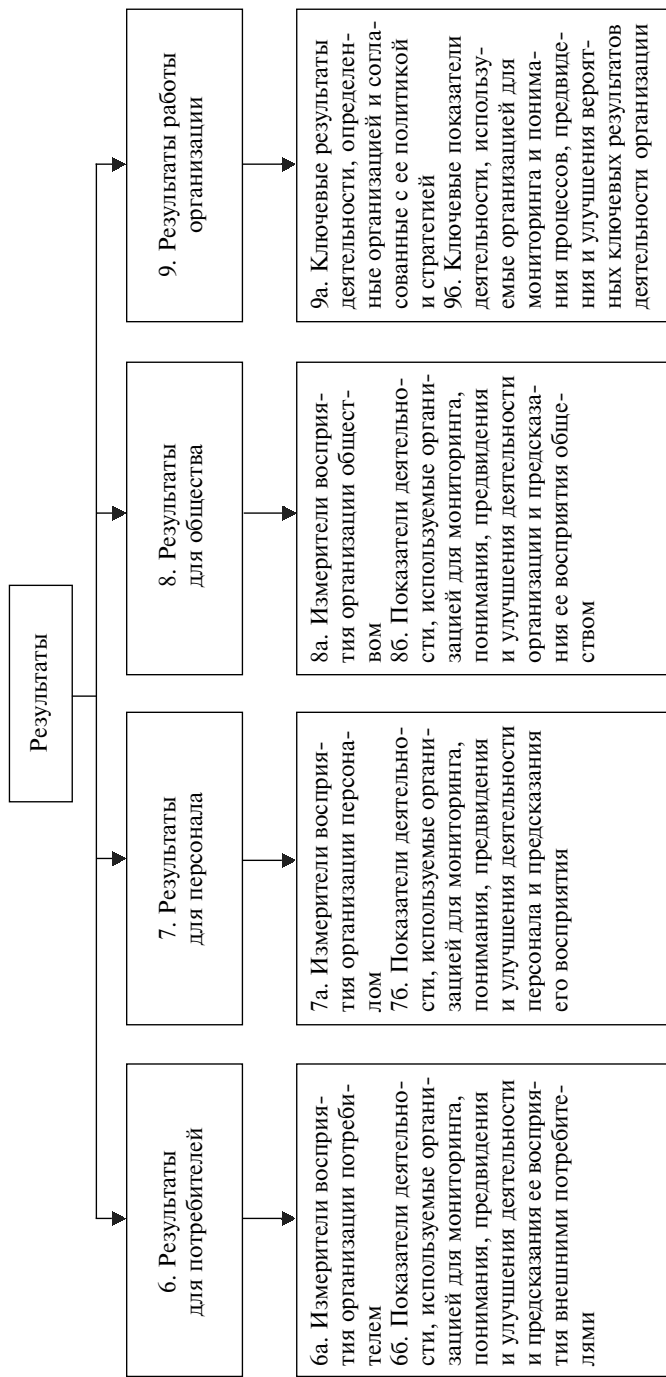 Результаты
6. Результаты
для потребителей
7. Результаты
для персонала
8. Результаты
для общества
9. Результаты работы
организации
6а. Измерители восприя-
тия организации потреби-
телем
6б. Показатели деятельно-
сти, используемые органи-
зацией для мониторинга,
понимания, предвидения
и улучшения деятельности
и предсказания ее восприя-
тия внешними потребите-
лями
7а. Измерители восприя-
тия организации персона-
лом
7б. Показатели деятельно-
сти, используемые органи-
зацией для мониторинга,
понимания, предвидения
и улучшения деятельности
персонала и предсказания
его восприятия
8а. Измерители восприя-
тия организации общест-
вом
8б. Показатели деятельно-
сти, используемые органи-
зацией для мониторинга,
понимания, предвидения
и улучшения деятельности
организации и предсказа-
ния ее восприятия обще-
ством
9а. Ключевые результаты
деятельности, определен-
ные организацией и согла-
сованные с ее политикой
и стратегией
9б. Ключевые показатели
деятельности, использу-
емые организацией для
мониторинга и понима-
ния процессов, предвиде-
ния и улучшения вероят-
ных ключевых результатов
деятельности организации